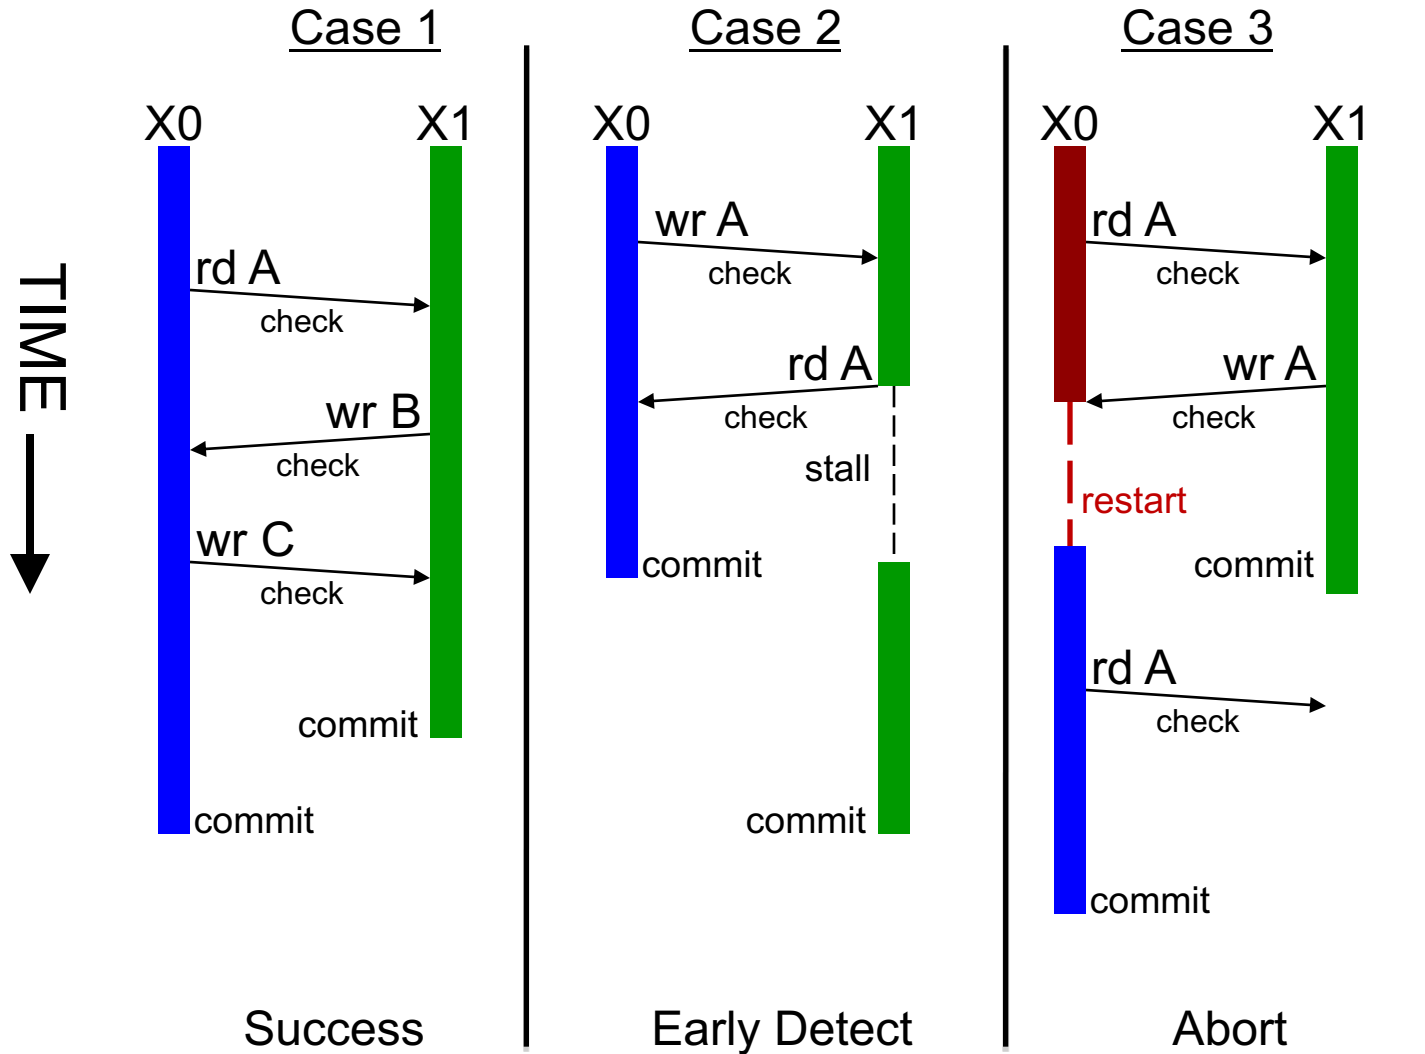 Case 1
Case 2
Case 3
X0
X1
X0
X1
X0
X1
TIME
rd A
check
wr B
check
wr C
check
commit
commit
wr A
check
rd A
check
stall
commit
commit
rd A
check
wr A
check
restart
commit
rd A
check
commit
Success
Early Detect
Abort